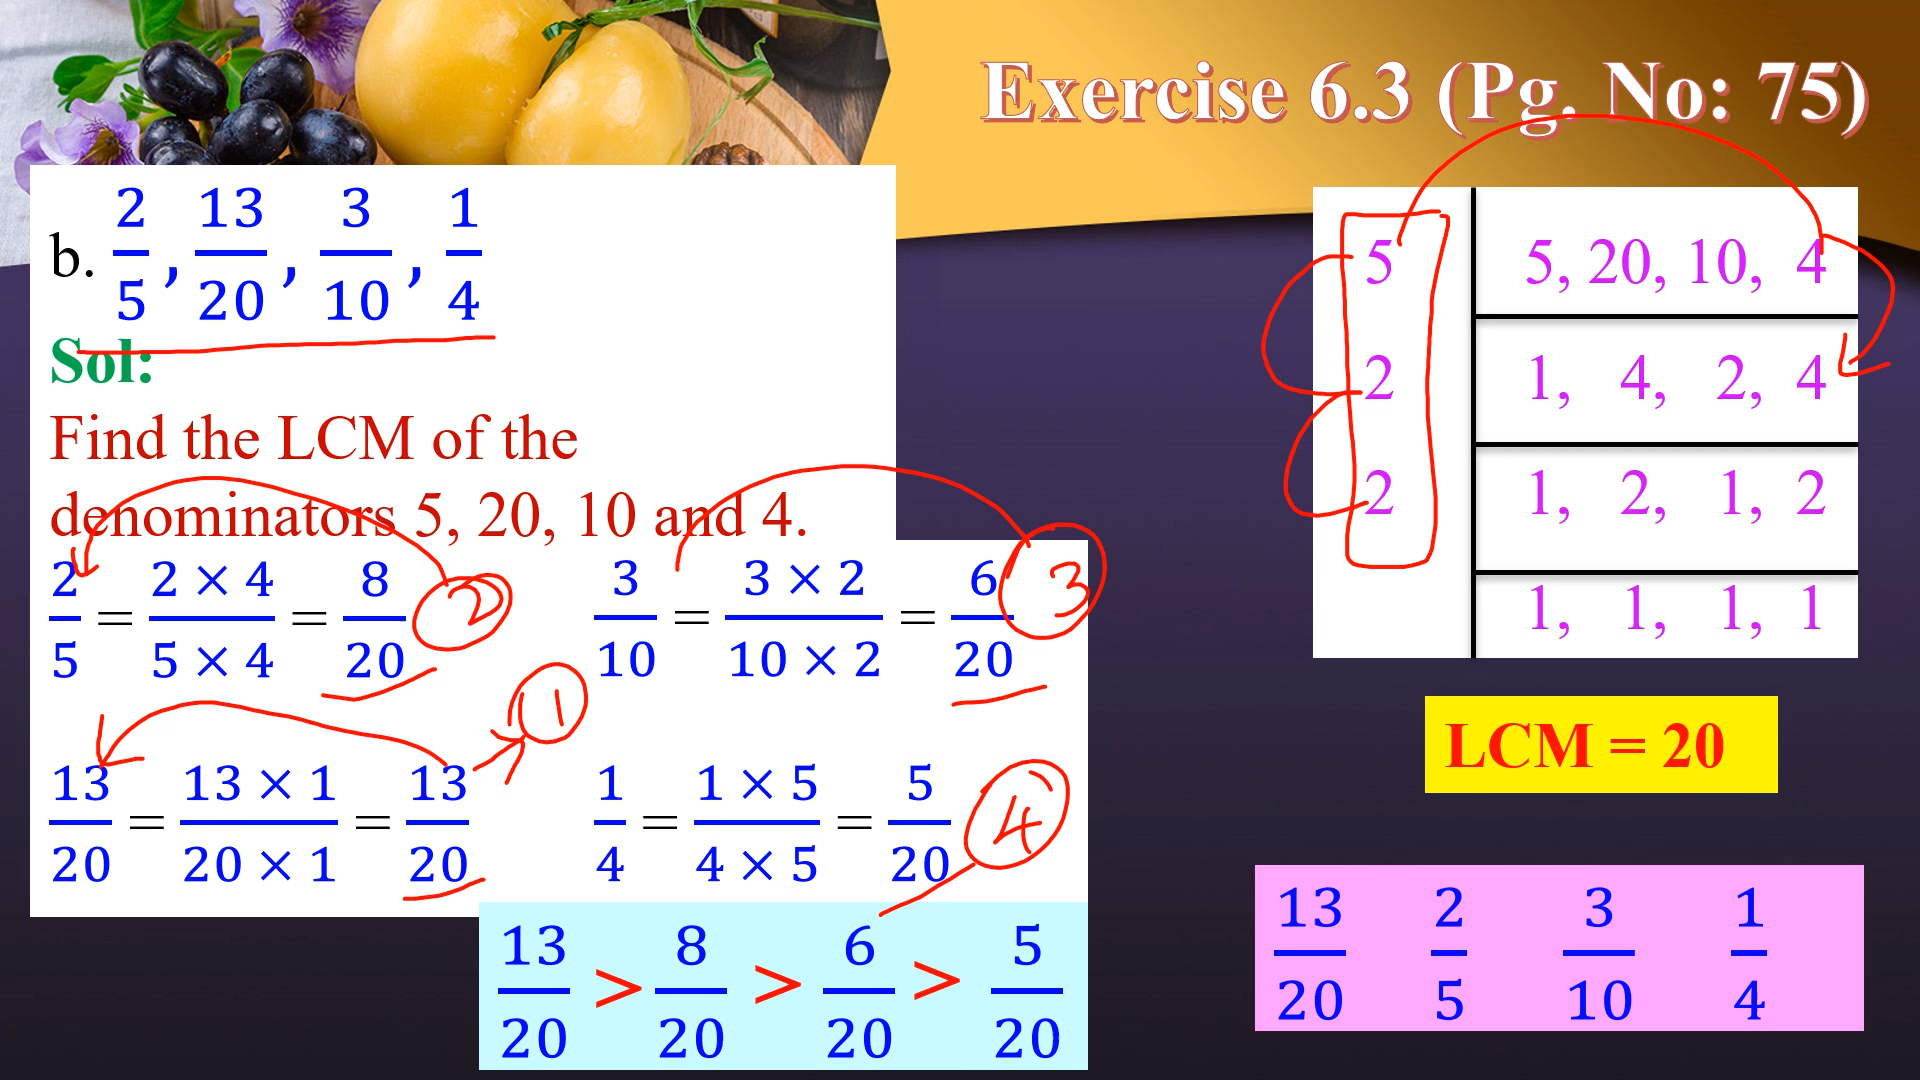 Exercise 6.3 (Pg. No: 75)
b. 2/5, 13/20, 3/10, 1/4
Sol:
Find the LCM of the
denominators 5, 20, 10 and 4.
2/5 = 2 × 4/5 × 4 = 8/20 2
3/10 = 3 × 2/10 × 2 = 6/20 3
13/20 = 13 × 1/20 × 1 = 13/20 1
1/4 = 1 × 5/4 × 5 = 5/20 4
13/20 > 8/20 > 6/20 > 5/20
5 5, 20, 10, 4
2 1, 4, 2, 4
2 1, 2, 1, 2
1, 1, 1, 1
LCM = 20
13/20 2/5 3/10 1/4